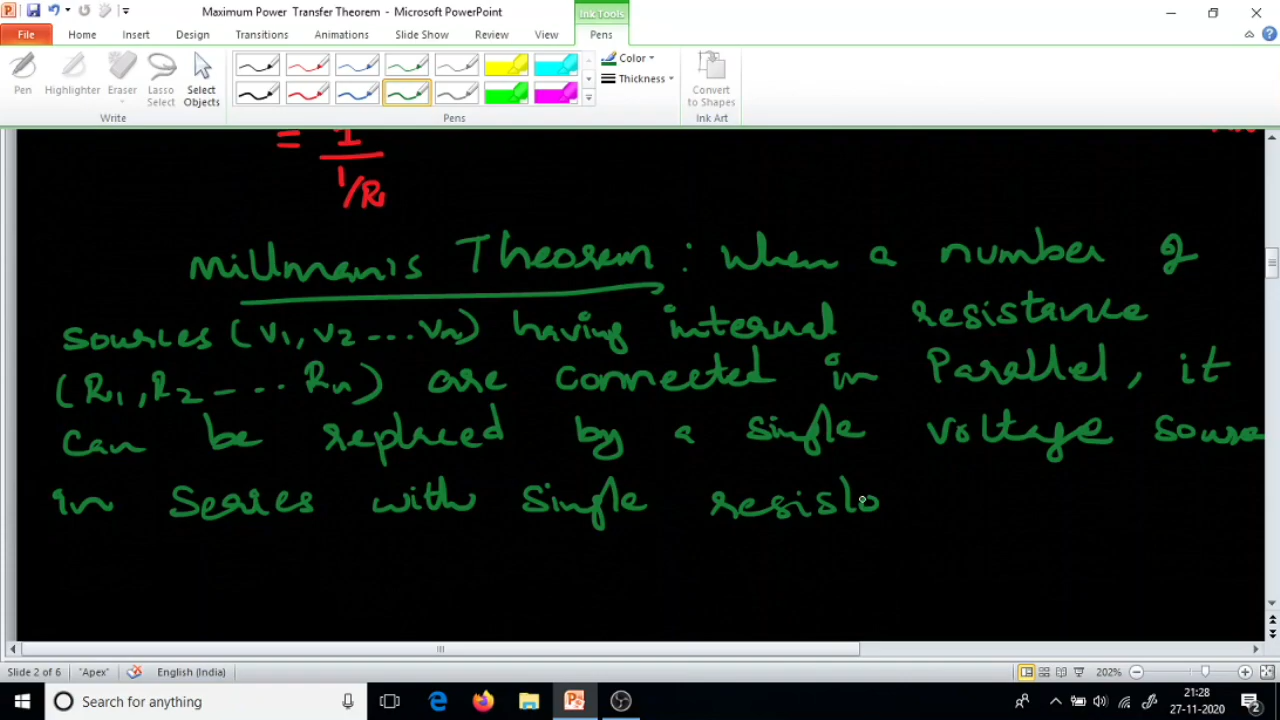 Maximum Power Transfer Theorem - Microsoft PowerPoint
Ink Tools
File Home Insert Design Transitions Animations Slide Show Review View Pens
Pen Highlighter Eraser Lasso Select Select Objects
Color
Thickness
Convert to Shapes
Write Pens Ink Art
= 1
1/R1
Millman's Theorem : When a number of
sources (V1, V2 ... Vn) having internal resistance
(R1, R2 - ... Rn) are connected in Parallel, it
can be replaced by a single voltage source
in series with single resisto
Slide 2 of 6 "Apex" English (India) 202%
Search for anything
21:28
27-11-2020
2